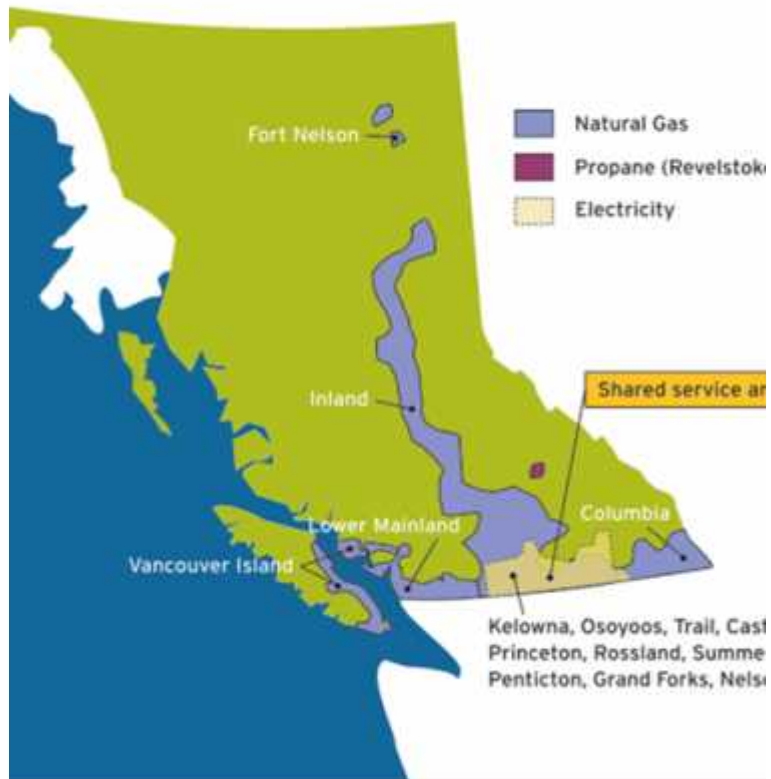 Fort Nelson
Natural Gas
Propane (Revelstoke
Electricity
Inland
Shared service ar
Lower Mainland
Columbia
Vancouver Island
Kelowna, Osoyoos, Trail, Cast
Princeton, Rossland, Summe
Penticton, Grand Forks, Nels